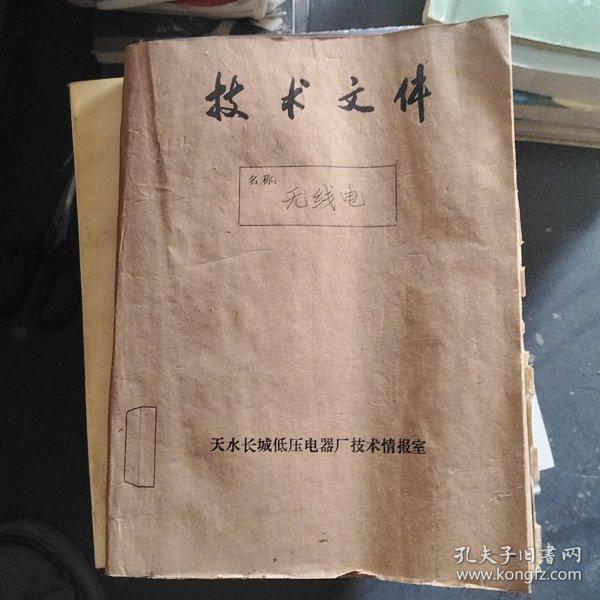 技术文件
名称:
无线电
天水长城低压电器厂技术情报室
孔夫子旧书网
www.kongfz.com